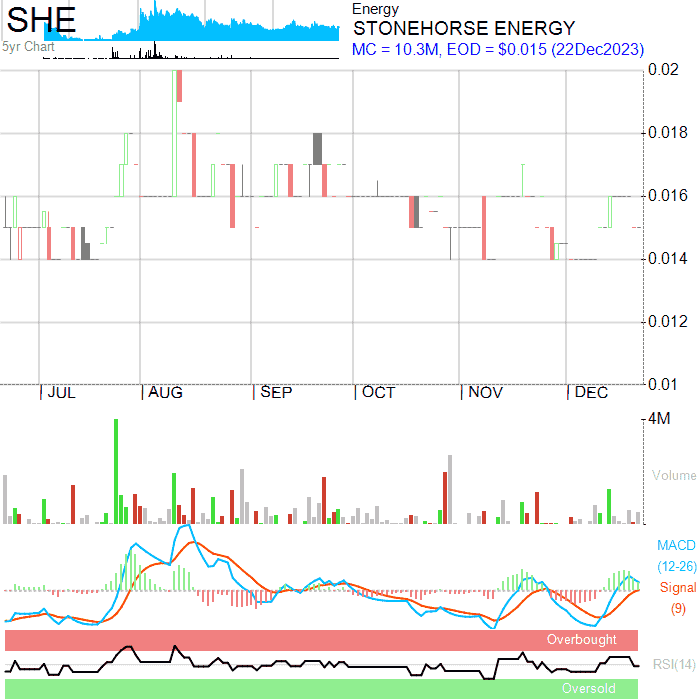 SHE
5yr Chart
Energy
STONEHORSE ENERGY
MC = 10.3M, EOD = $0.015 (22Dec2023)
0.02
0.018
0.016
0.014
0.012
0.01
JUL AUG SEP OCT NOV DEC
4M
Volume
MACD
(12-26)
Signal
(9)
Overbought
RSI(14)
Oversold